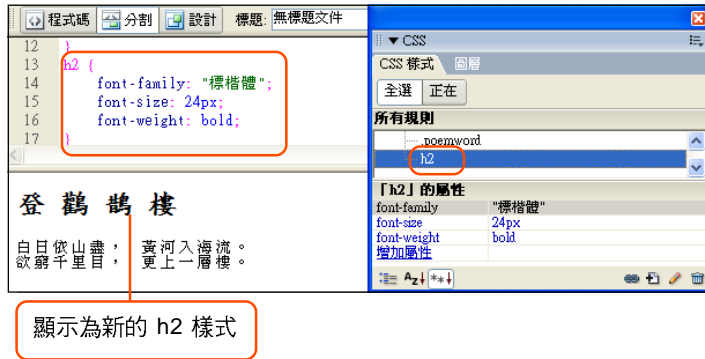 程式碼 分割 設計 標題: 無標題文件
12 }
13 h2 {
14 font-family: "標楷體";
15 font-size: 24px;
16 font-weight: bold;
17 }
登鸛鵲樓
白日依山盡， 黃河入海流。
欲窮千里目， 更上一層樓。
▼ CSS
CSS 樣式 圖層
全選 正在
所有規則
.poemword
h2
「h2」的屬性
font-family "標楷體"
font-size 24px
font-weight bold
增加屬性
顯示為新的 h2 樣式